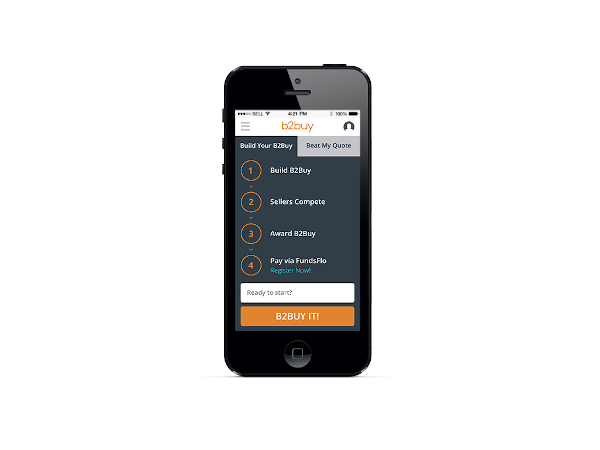 BELL 4:21 PM 100%
b2buy
Build Your B2Buy Beat My Quote
1 Build B2Buy
2 Sellers Compete
3 Award B2Buy
4 Pay via FundsFlo
Register Now!
Ready to start?
B2BUY IT!